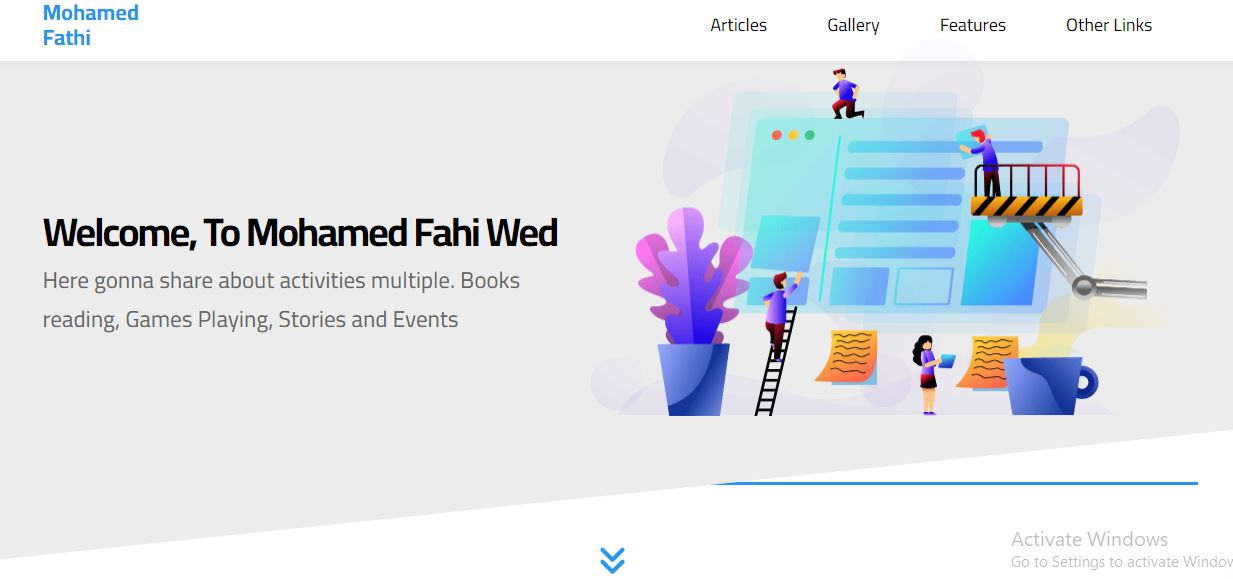 Mohamed
Fathi
Articles
Gallery
Features
Other Links
Welcome, To Mohamed Fahi Wed
Here gonna share about activities multiple. Books
reading, Games Playing, Stories and Events
Activate Windows
Go to Settings to activate Window